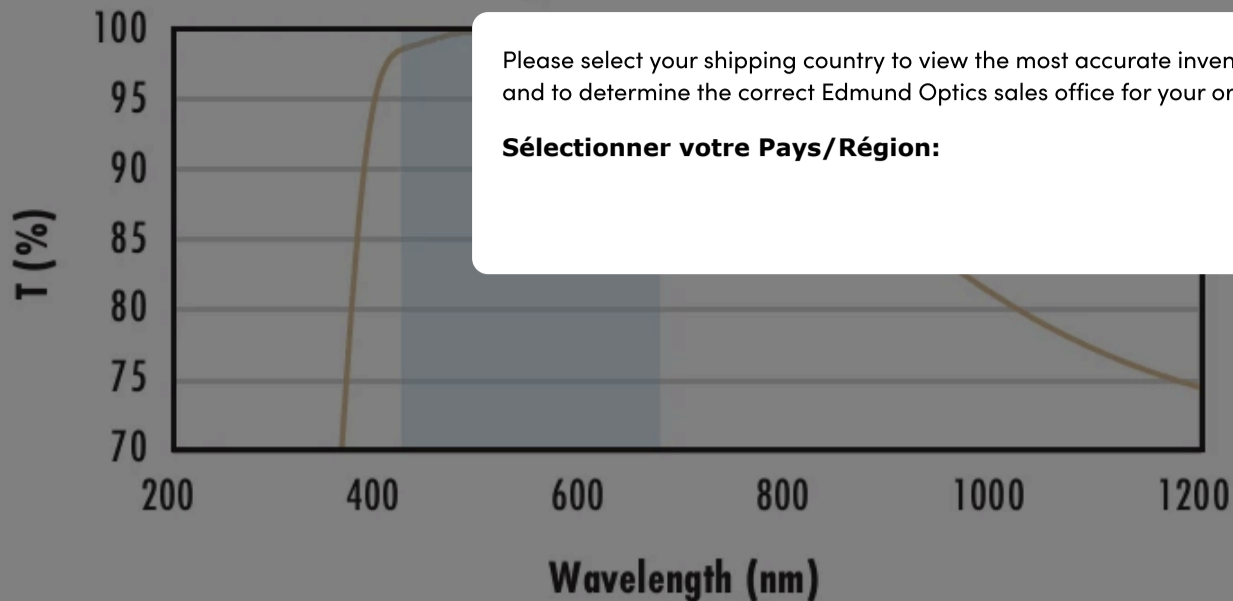 100
95
90
85
80
75
70
T (%)
Please select your shipping country to view the most accurate
and to determine the correct Edmund Optics sales office for your
Sélectionner votre Pays/Région:
200 400 600 800 1000 1200
Wavelength (nm)